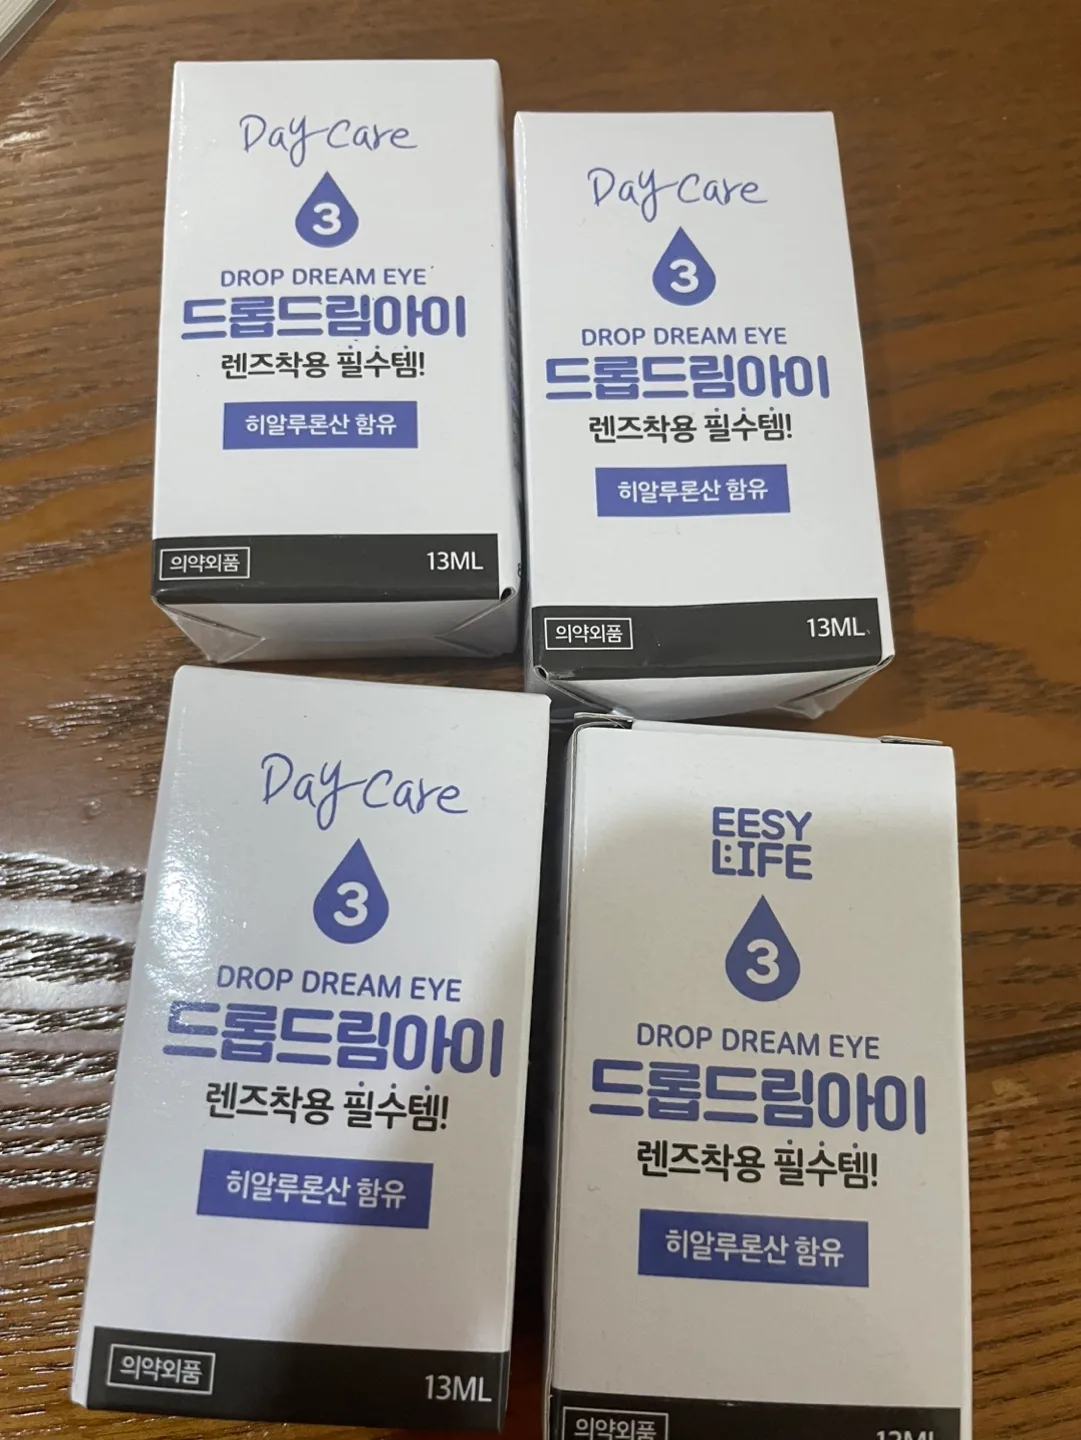 Day Care
3
DROP DREAM EYE
드롭드림아이
렌즈착용 필수템!
히알루론산 함유
의약외품
13ML
Day Care
3
DROP DREAM EYE
드롭드림아이
렌즈착용 필수템!
히알루론산 함유
의약외품
13ML
Day Care
3
DROP DREAM EYE
드롭드림아이
렌즈착용 필수템!
히알루론산 함유
의약외품
13ML
EESY
LIFE
3
DROP DREAM EYE
드롭드림아이
렌즈착용 필수템!
히알루론산 함유
의약외품
13ML